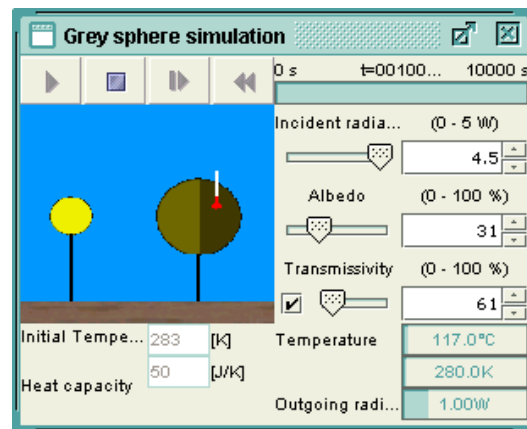 Grey sphere simulation
0 s t=00100... 10000 s
Incident radia... (0 - 5 W)
4.5
Albedo (0 - 100 %)
31
Transmissivity (0 - 100 %)
61
Initial Tempe... 283 [K] Temperature 117.0°C
Heat capacity 50 [J/K] 280.0K
Outgoing radi... 1.00W